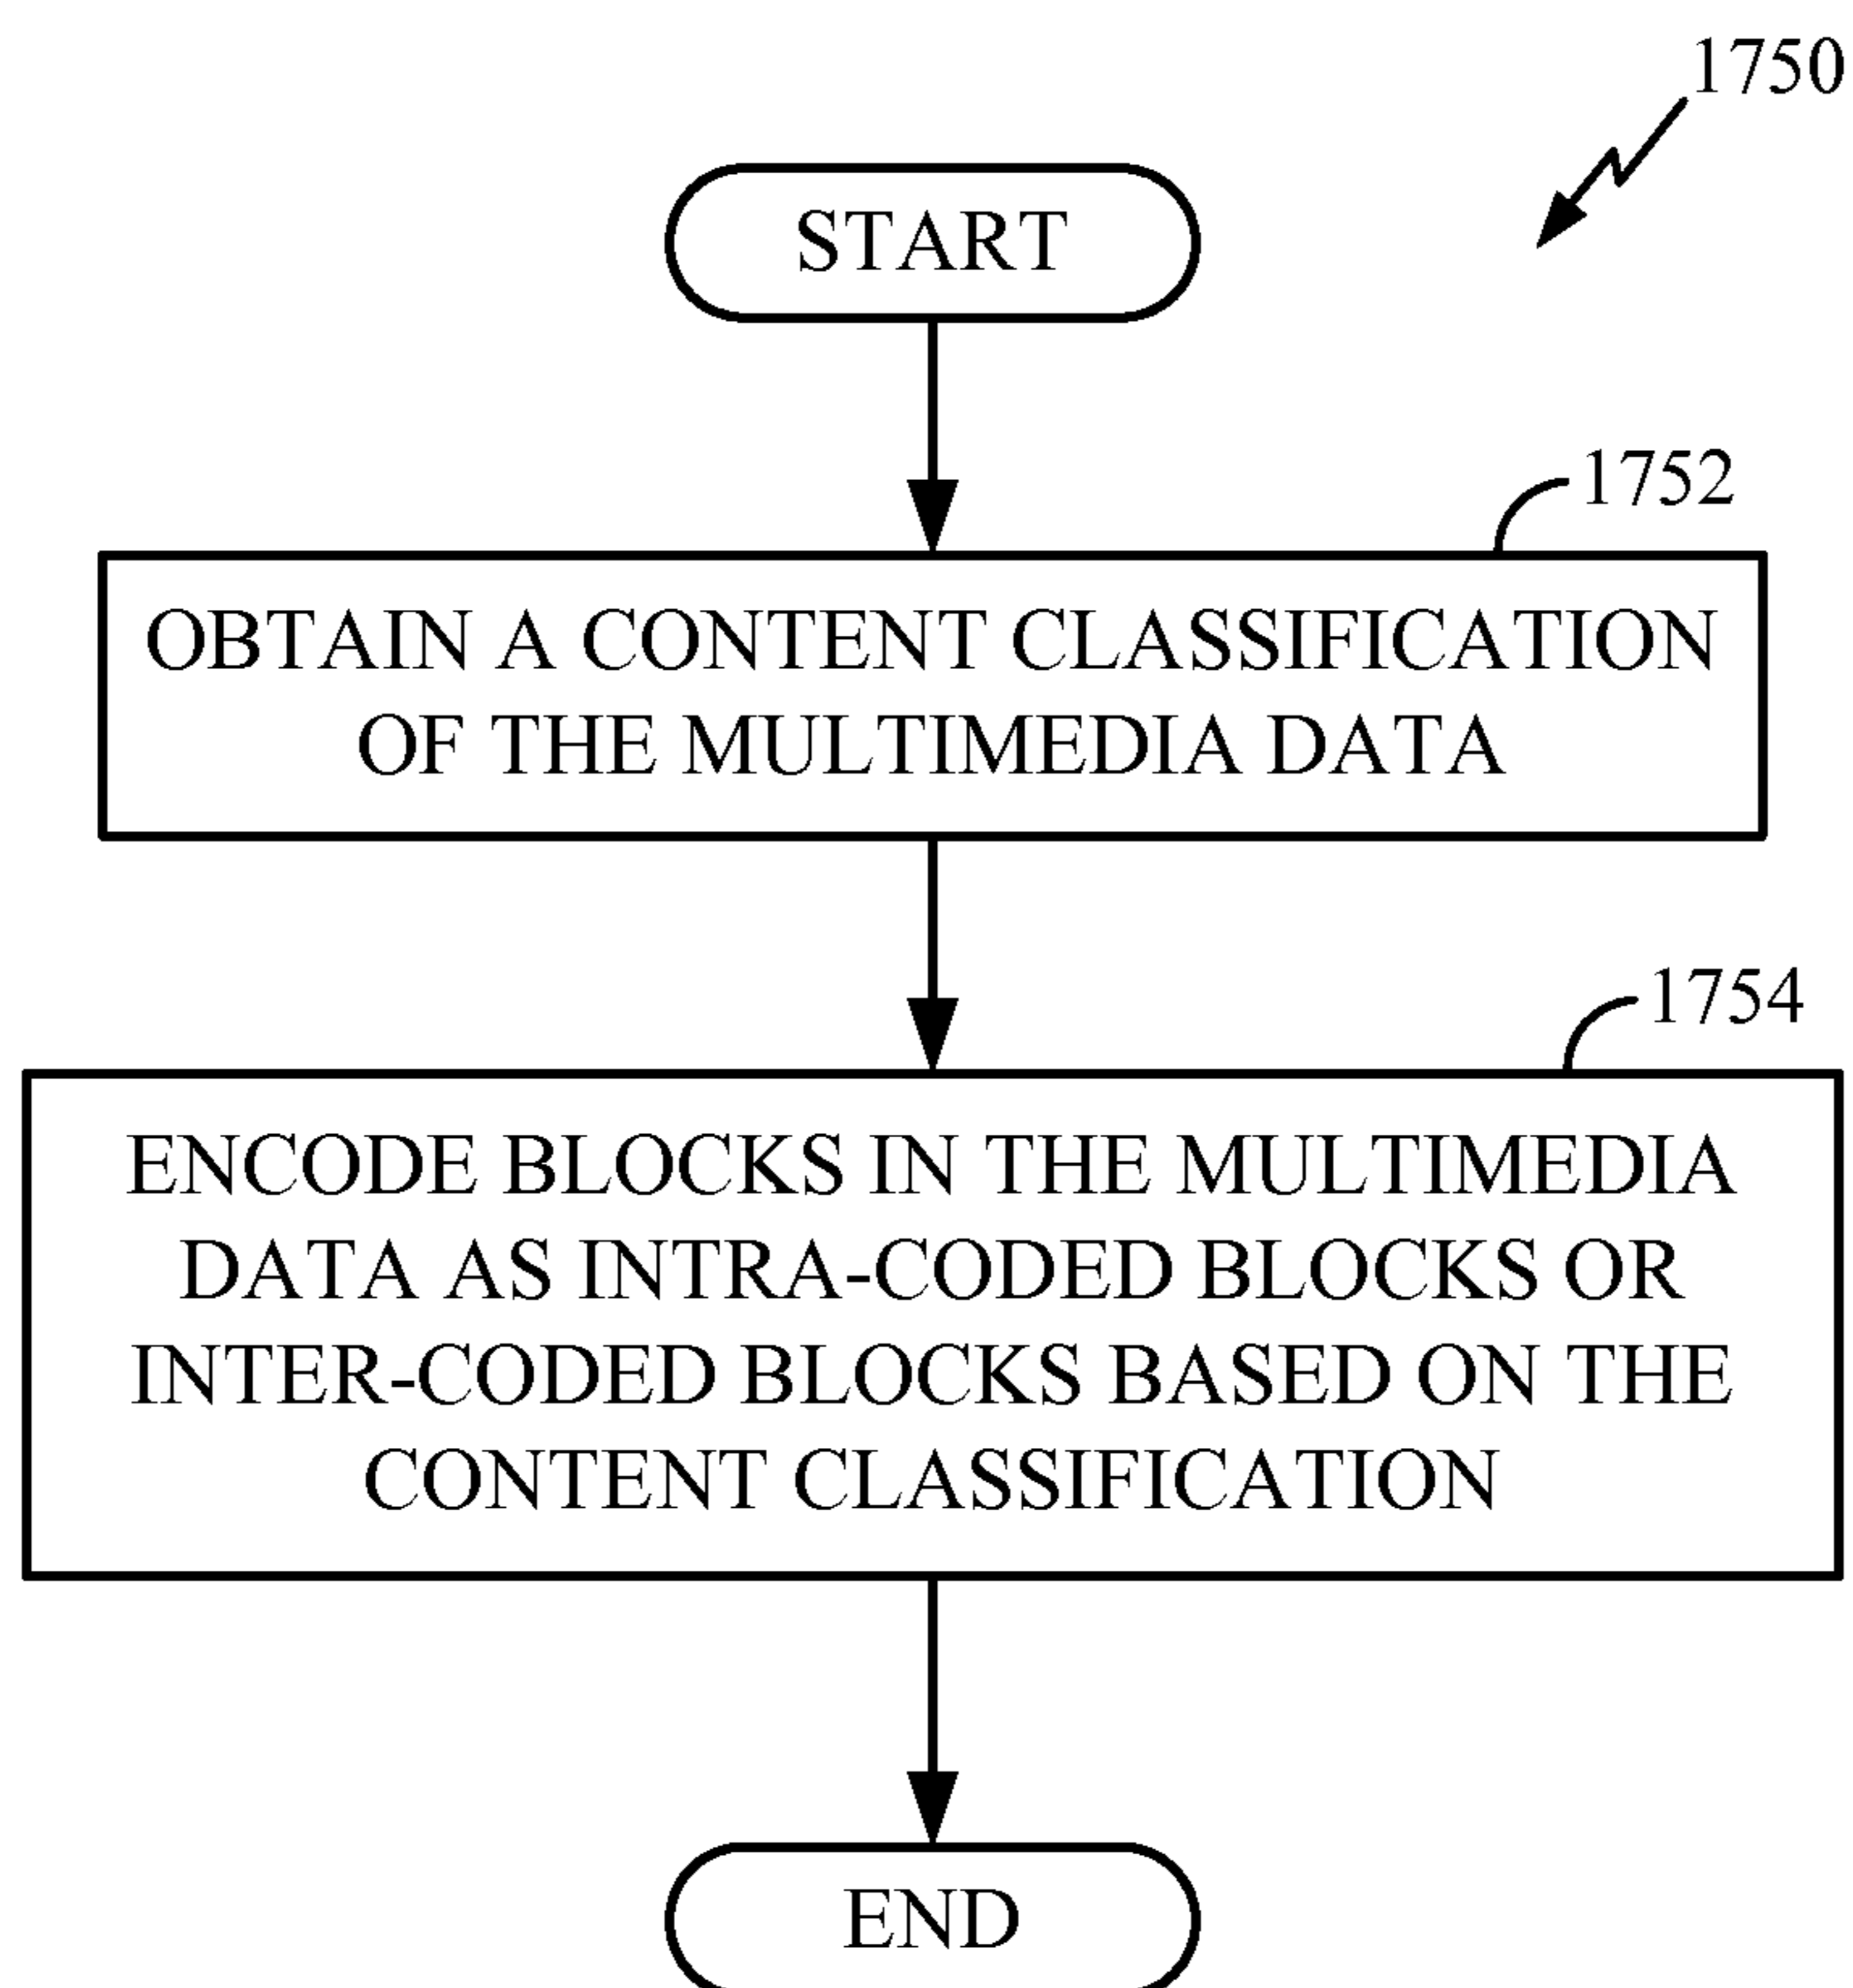 1750
START
1752
OBTAIN A CONTENT CLASSIFICATION
OF THE MULTIMEDIA DATA
1754
ENCODE BLOCKS IN THE MULTIMEDIA
DATA AS INTRA-CODED BLOCKS OR
INTER-CODED BLOCKS BASED ON THE
CONTENT CLASSIFICATION
END